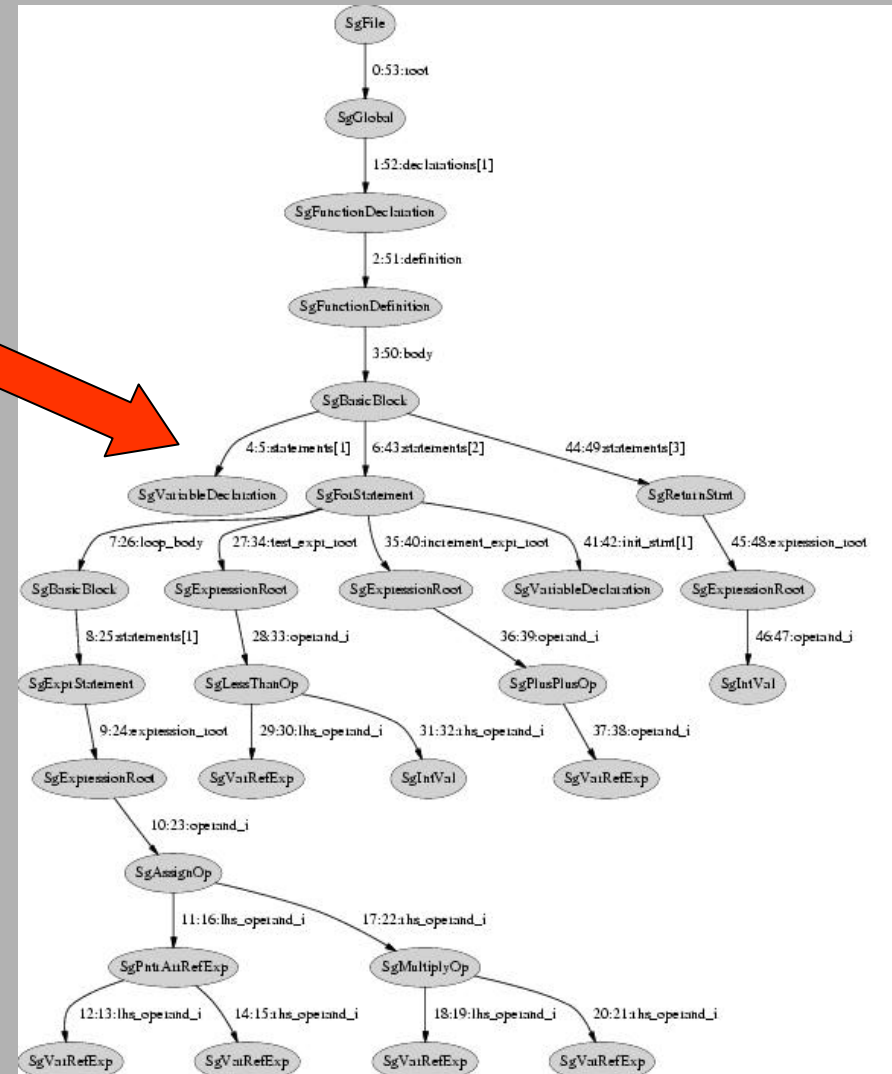 SgFile
0:53:root
SgGlobal
1:52:declarations[1]
SgFunctionDeclaration
2:51:definition
SgFunctionDefinition
3:50:body
SgBasicBlock
4:5:statements[1] 6:43:statements[2] 44:49:statements[3]
SgVariableDeclaration SgForStatement SgReturnStmt
7:26:loop_body 27:34:test_expr_root 35:40:increment_expr_root 41:42:init_stmt[1] 45:48:expression_root
SgBasicBlock SgExpressionRoot SgExpressionRoot SgVariableDeclaration SgExpressionRoot
8:25:statements[1] 28:33:operand_i 36:39:operand_i 46:47:operand_i
SgExprStatement SgLessThanOp SgPlusPlusOp SgIntVal
9:24:expression_root 29:30:lhs_operand_i 31:32:rhs_operand_i 37:38:operand_i
SgExpressionRoot SgVarRefExp SgIntVal SgVarRefExp
10:23:operand_i
SgAssignOp
11:16:lhs_operand_i 17:22:rhs_operand_i
SgPntrArrRefExp SgMultiplyOp
12:13:lhs_operand_i 14:15:rhs_operand_i 18:19:lhs_operand_i 20:21:rhs_operand_i
SgVarRefExp SgVarRefExp SgVarRefExp SgVarRefExp